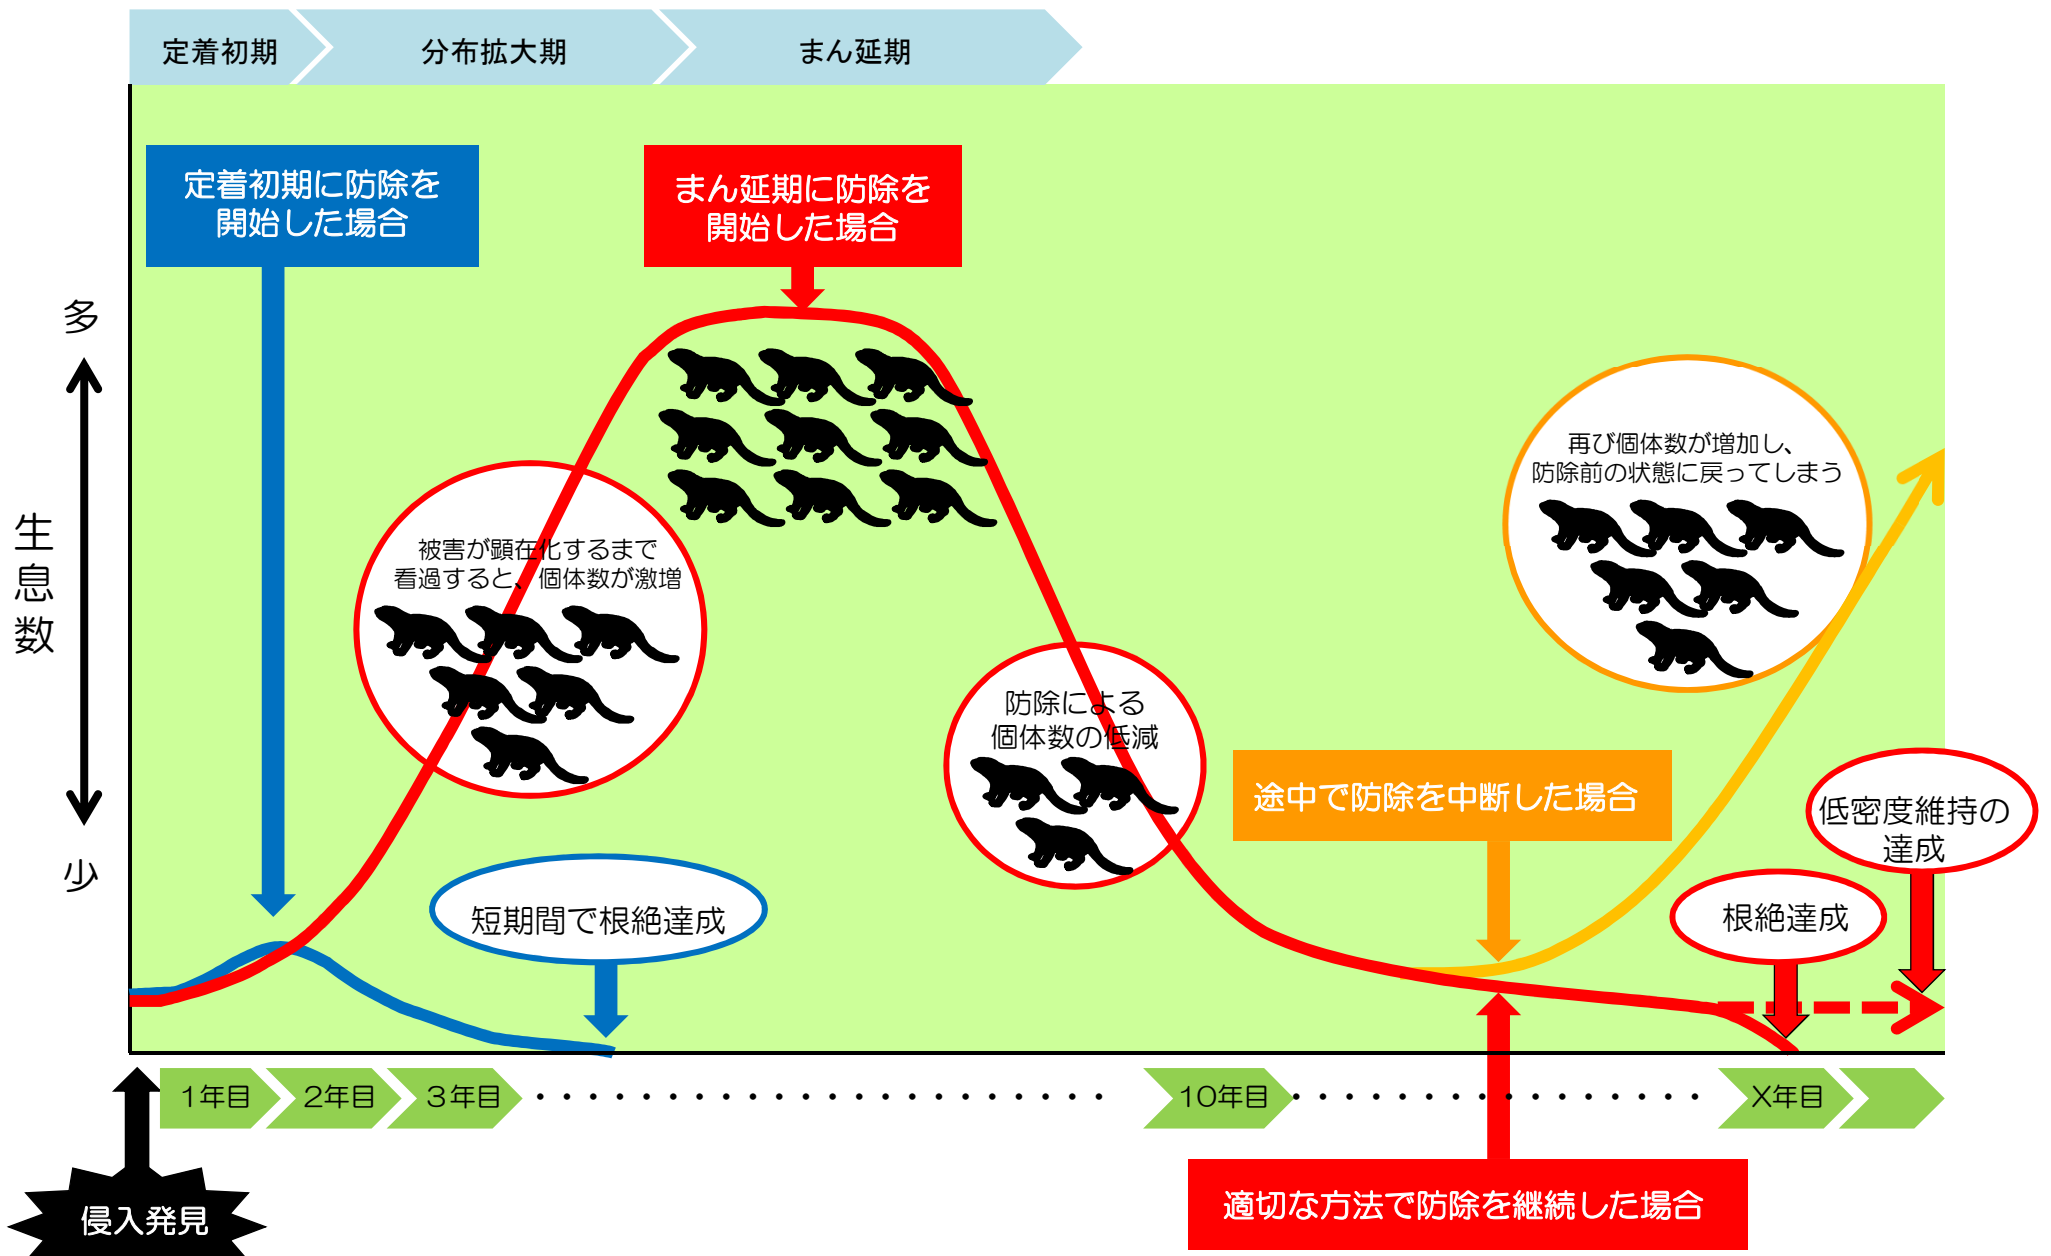 定着初期
分布拡大期
まん延期
定着初期に防除を
開始した場合
まん延期に防除を
開始した場合
多
生息数
少
再び個体数が増加し、
防除前の状態に戻ってしまう
被害が顕在化するまで
看過すると、個体数が激増
防除による
個体数の低減
途中で防除を中断した場合
低密度維持の
達成
短期間で根絶達成
根絶達成
1年目
2年目
3年目
10年目
X年目
侵入発見
適切な方法で防除を継続した場合